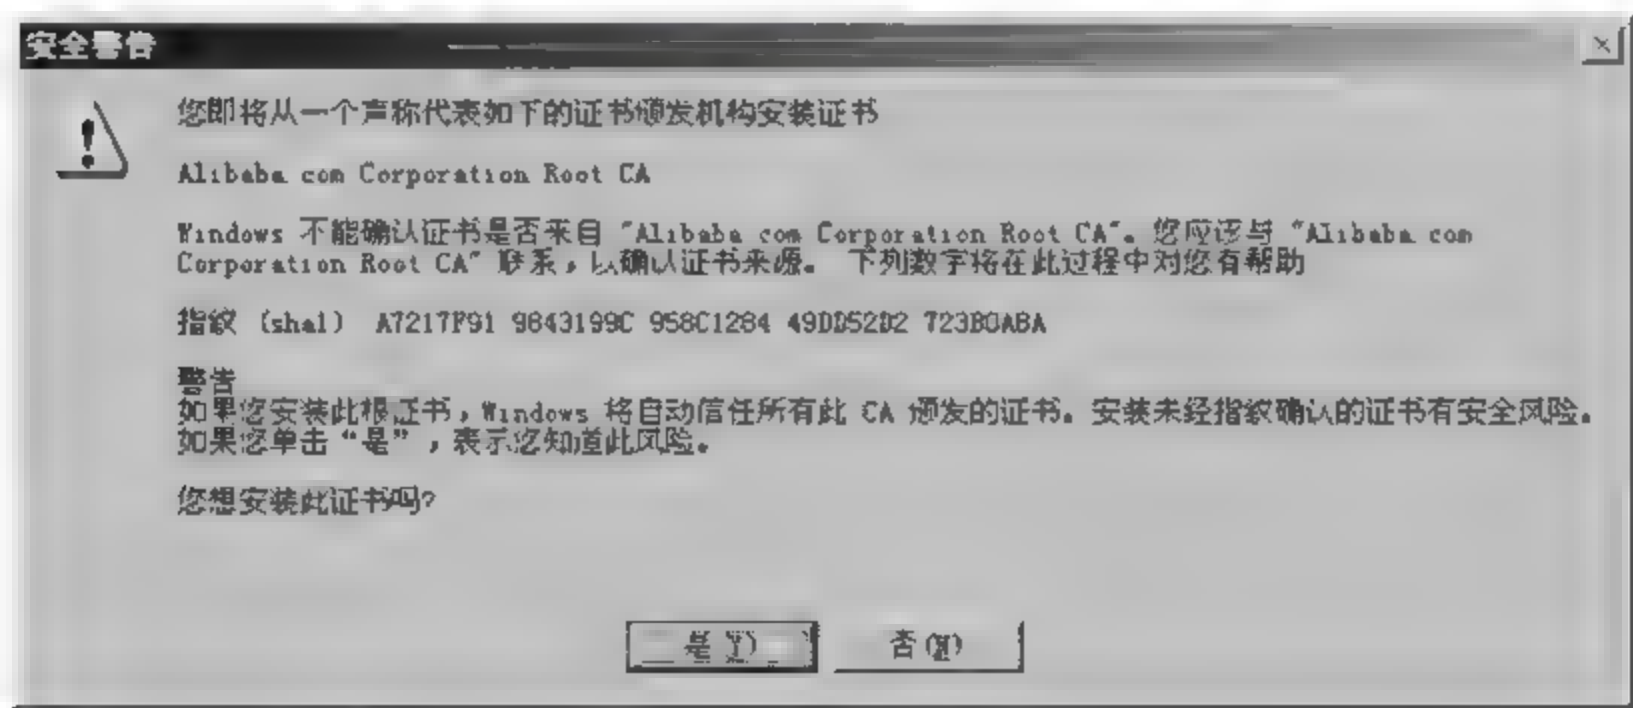 安全警告
您即将从一个声称代表如下的证书颁发机构安装证书
Alibaba com Corporation Root CA
Windows 不能确认证书是否来自 "Alibaba com Corporation Root CA"。您应该与 "Alibaba com
Corporation Root CA" 联系，以确认证书来源。 下列数字将在此过程中对您有帮助
指纹 (sha1) A7217F91 9843199C 958C1284 49DD52D2 723B0ABA
警告
如果您安装此根证书，Windows 将自动信任所有此 CA 颁发的证书。安装未经指纹确认的证书有安全风险。
如果您单击“是”，表示您知道此风险。
您想安装此证书吗?
是(Y) 否(N)